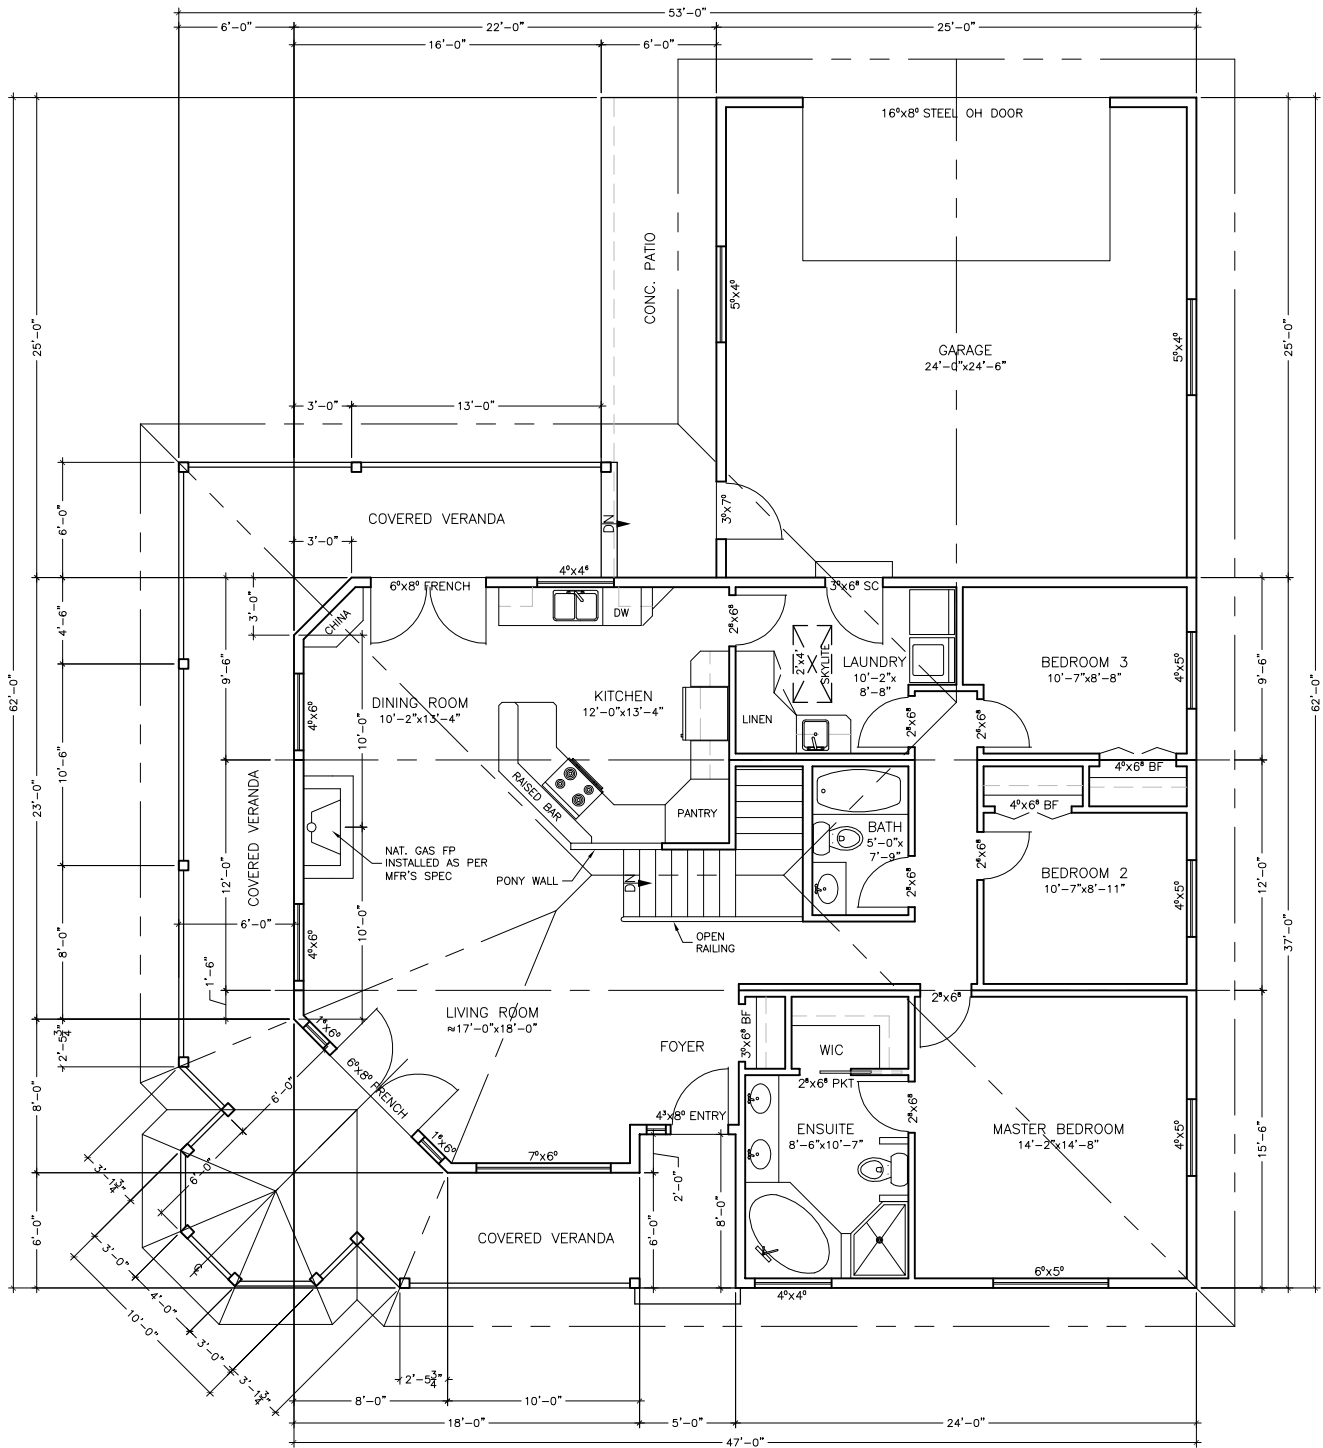 53'-0"
6'-0"
22'-0"
25'-0"
16'-0"
6'-0"
16⁰x8⁰ STEEL OH DOOR
CONC. PATIO
5⁰x4⁰
5⁰x4⁰
GARAGE
24'-0"x24'-6"
25'-0"
25'-0"
62'-0"
62'-0"
3'-0"
13'-0"
3⁰x7⁰
COVERED VERANDA
DN
6'-0"
3'-0"
6⁰x8⁰ FRENCH
4⁰x4⁶
3⁰x6⁸ SC
3'-0"
CHINA
DW
2⁸x6⁸
2'x4'
SKYLITE
LAUNDRY
10'-2"x
8'-8"
BEDROOM 3
10'-7"x8'-8"
4⁰x5⁰
9'-6"
4'-6"
9'-6"
DINING ROOM
10'-2"x13'-4"
KITCHEN
12'-0"x13'-4"
4⁰x6⁰
10'-0"
LINEN
2⁶x6⁸
2⁶x6⁸
10'-6"
23'-0"
4⁰x6⁸ BF
4⁰x6⁸ BF
RAISED BAR
PANTRY
BATH
5'-0"x
7'-9"
COVERED VERANDA
12'-0"
NAT. GAS FP
INSTALLED AS PER
MFR'S SPEC
PONY WALL
DN
2⁶x6⁸
2⁶x6⁸
BEDROOM 2
10'-7"x8'-11"
4⁰x5⁰
12'-0"
37'-0"
6'-0"
4⁰x6⁰
10'-0"
8'-0"
OPEN
RAILING
1'-6"
2⁸x6⁸
LIVING ROOM
≈17'-0"x18'-0"
1⁶x6⁰
FOYER
3⁰x6⁸ BF
WIC
2'-5¾"
6⁰x8⁰ FRENCH
2⁶x6⁸ PKT
6'-0"
8'-0"
4³x8⁰ ENTRY
2⁶x6⁸
ENSUITE
8'-6"x10'-7"
MASTER BEDROOM
14'-2"x14'-8"
4⁰x5⁰
15'-6"
1⁶x6⁰
7⁰x6⁰
3'-1¾"
6'-0"
2'-0"
8'-0"
6'-0"
6'-0"
COVERED VERANDA
3'-0"
6⁰x5⁰
4⁰x4⁰
4'-0"
10'-0"
3'-0"
3'-1¾"
2'-5¾"
8'-0"
10'-0"
18'-0"
5'-0"
24'-0"
47'-0"